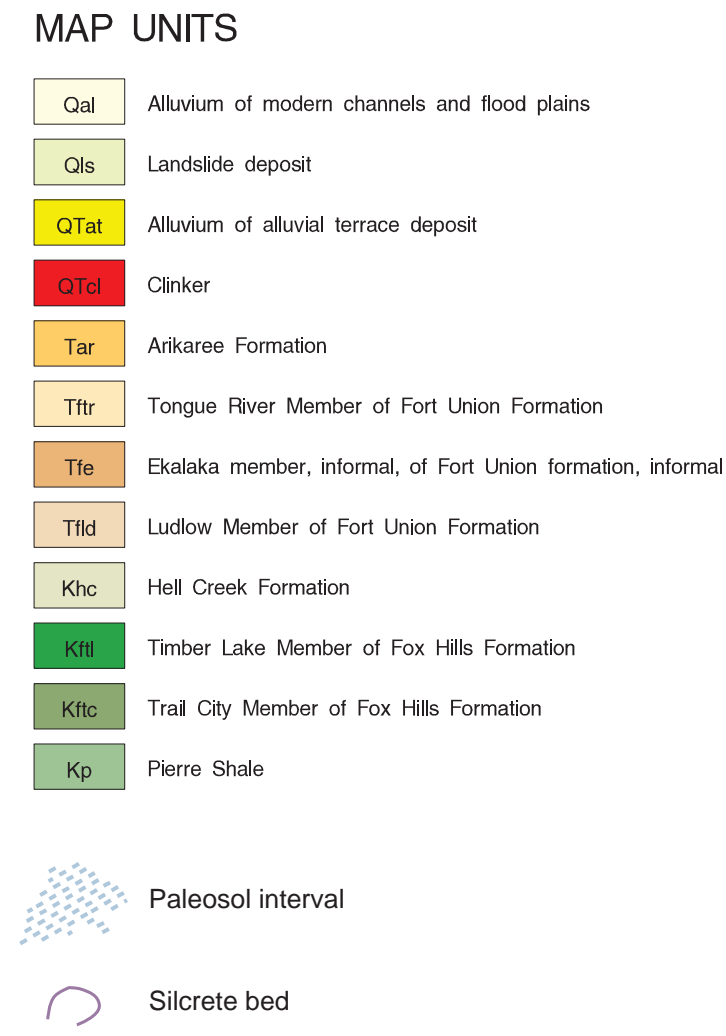 MAP UNITS
Qal Alluvium of modern channels and flood plains
Qls Landslide deposit
QTat Alluvium of alluvial terrace deposit
QTcl Clinker
Tar Arikaree Formation
Tftr Tongue River Member of Fort Union Formation
Tfe Ekalaka member, informal, of Fort Union formation, informal
Tfld Ludlow Member of Fort Union Formation
Khc Hell Creek Formation
Kftl Timber Lake Member of Fox Hills Formation
Kftc Trail City Member of Fox Hills Formation
Kp Pierre Shale
Paleosol interval
Silcrete bed